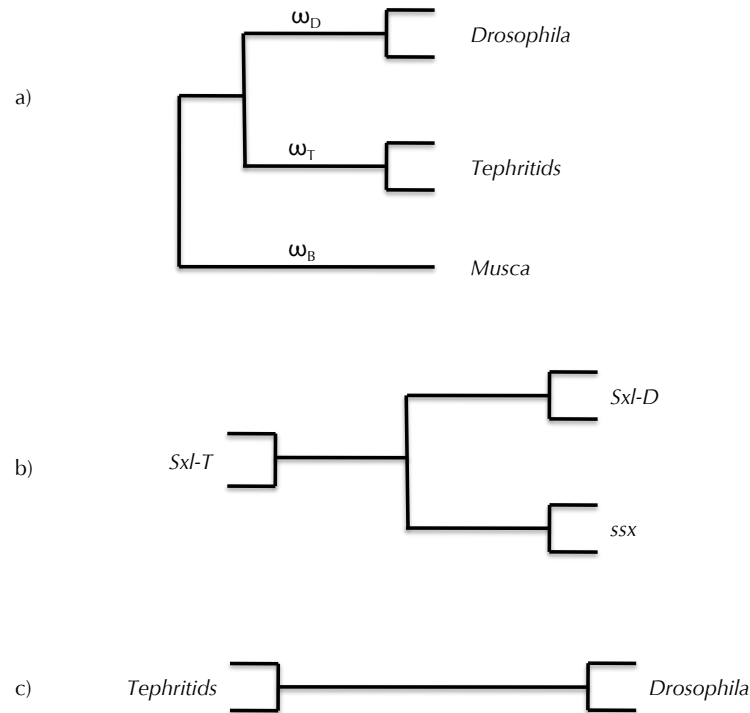 ωD
Drosophila
a)
ωT
Tephritids
ωB
Musca
Sxl-D
b)
Sxl-T
ssx
c)
Tephritids
Drosophila